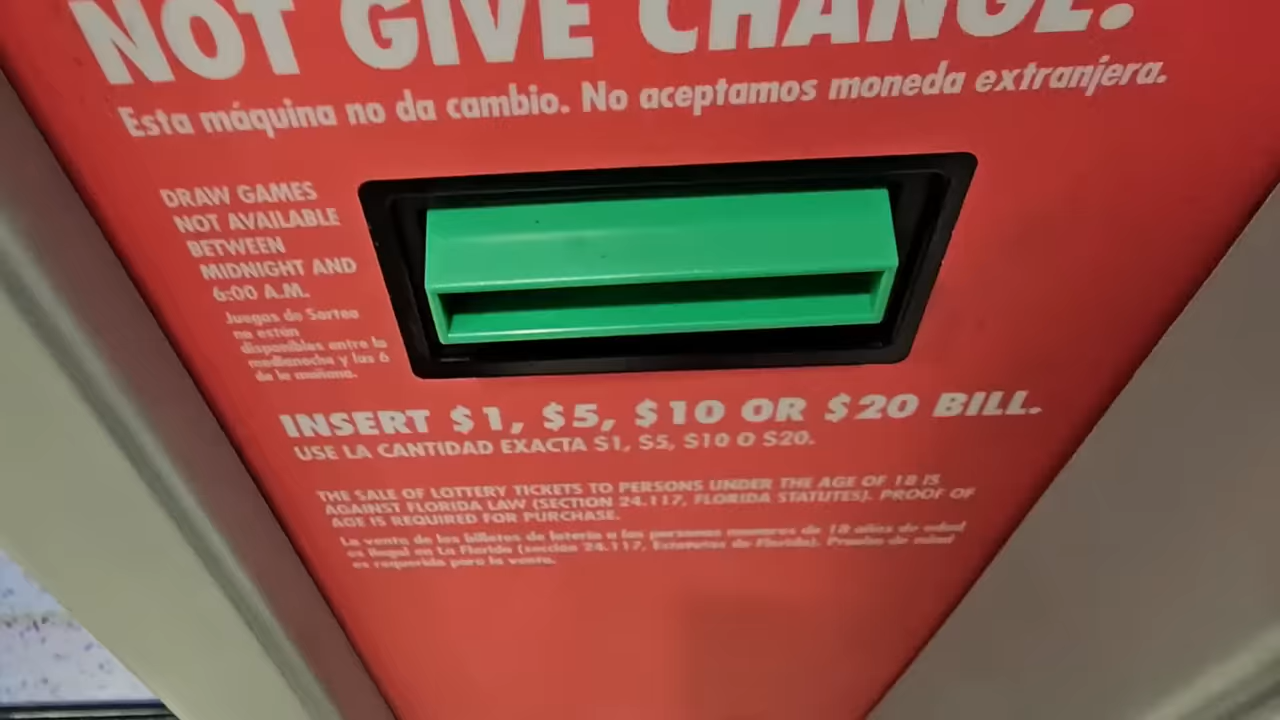 NOT GIVE CHANGE.
Esta máquina no da cambio. No aceptamos moneda extranjera.
DRAW GAMES
NOT AVAILABLE
BETWEEN
MIDNIGHT AND
6:00 A.M.
Juegos de Sorteo
no están
disponibles entre la
medianoche y las 6
de la mañana.
INSERT $1, $5, $10 OR $20 BILL.
USE LA CANTIDAD EXACTA $1, $5, $10 O $20.
THE SALE OF LOTTERY TICKETS TO PERSONS UNDER THE AGE OF 18 IS
AGAINST FLORIDA LAW (SECTION 24.117, FLORIDA STATUTES). PROOF OF
AGE IS REQUIRED FOR PURCHASE.
La venta de los billetes de lotería a las personas menores de 18 años de edad
es ilegal en La Florida (sección 24.117, Estatutos de Florida). Prueba de edad
es requerida para la venta.